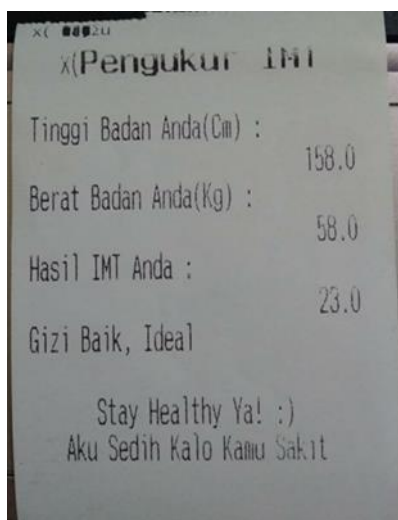 x(Pengukur IMT
Tinggi Badan Anda(Cm) :
158.0
Berat Badan Anda(Kg) :
58.0
Hasil IMT Anda :
23.0
Gizi Baik, Ideal
Stay Healthy Ya! :)
Aku Sedih Kalo Kamu Sakit